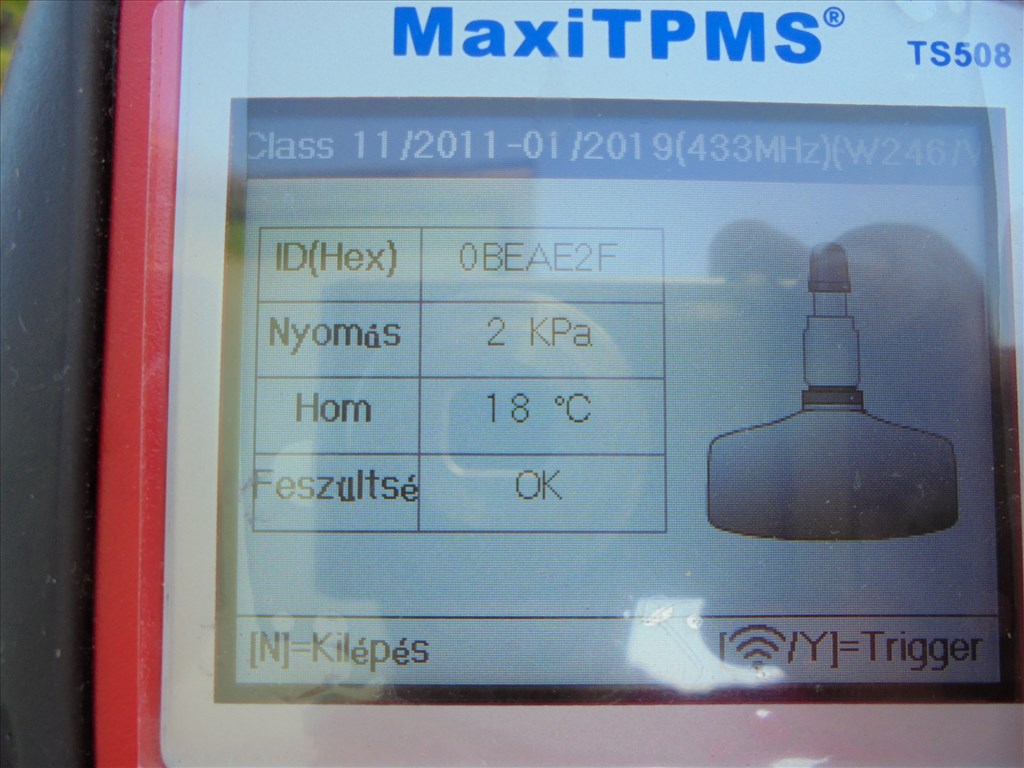 MaxiTPMS®
TS508
Class 11/2011-01/2019(433MHz)(W246/
ID(Hex) 0BEAE2F
Nyomás 2 KPa
Hom 18 °C
Feszultsé OK
[N]=Kilépés [/Y]=Trigger